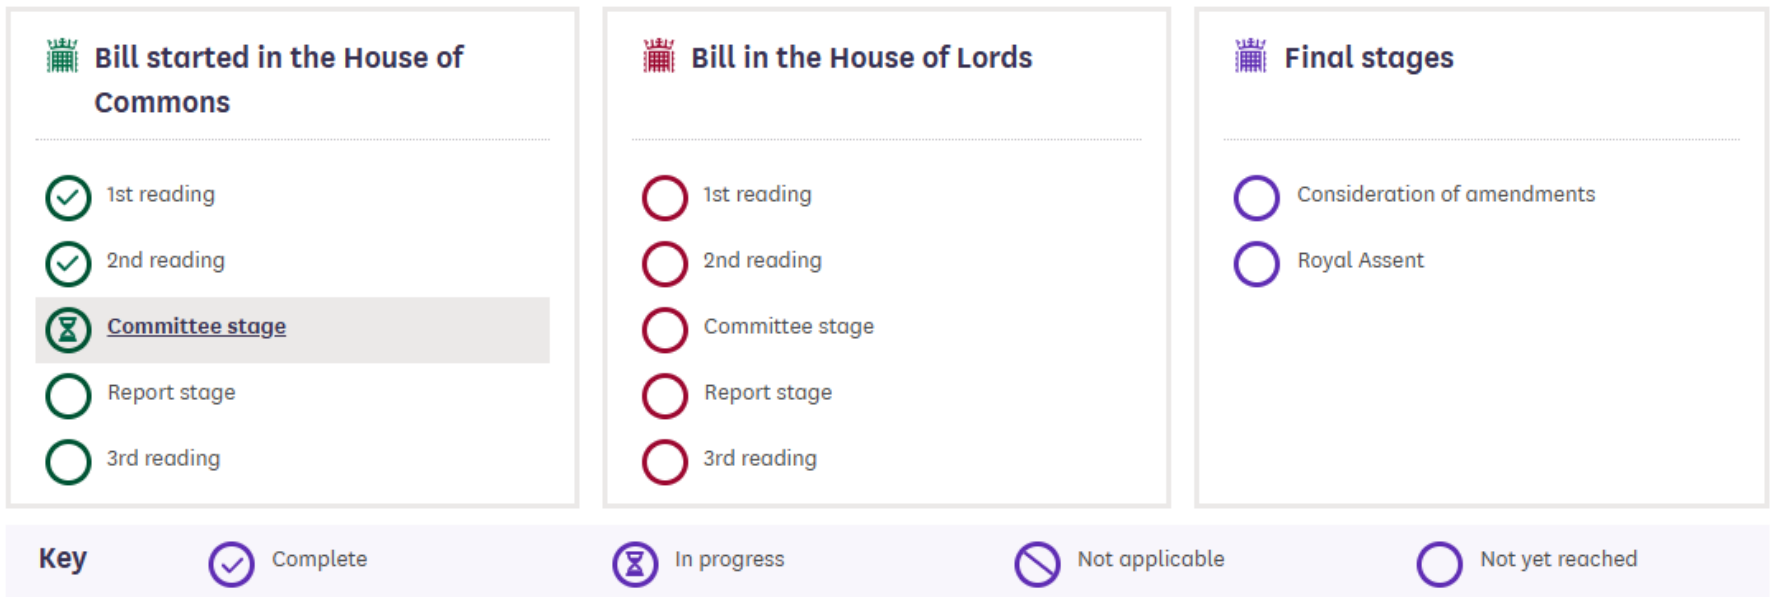 Bill started in the House of
Commons
1st reading
2nd reading
Committee stage
Report stage
3rd reading
Bill in the House of Lords
1st reading
2nd reading
Committee stage
Report stage
3rd reading
Final stages
Consideration of amendments
Royal Assent
Key
Complete
In progress
Not applicable
Not yet reached